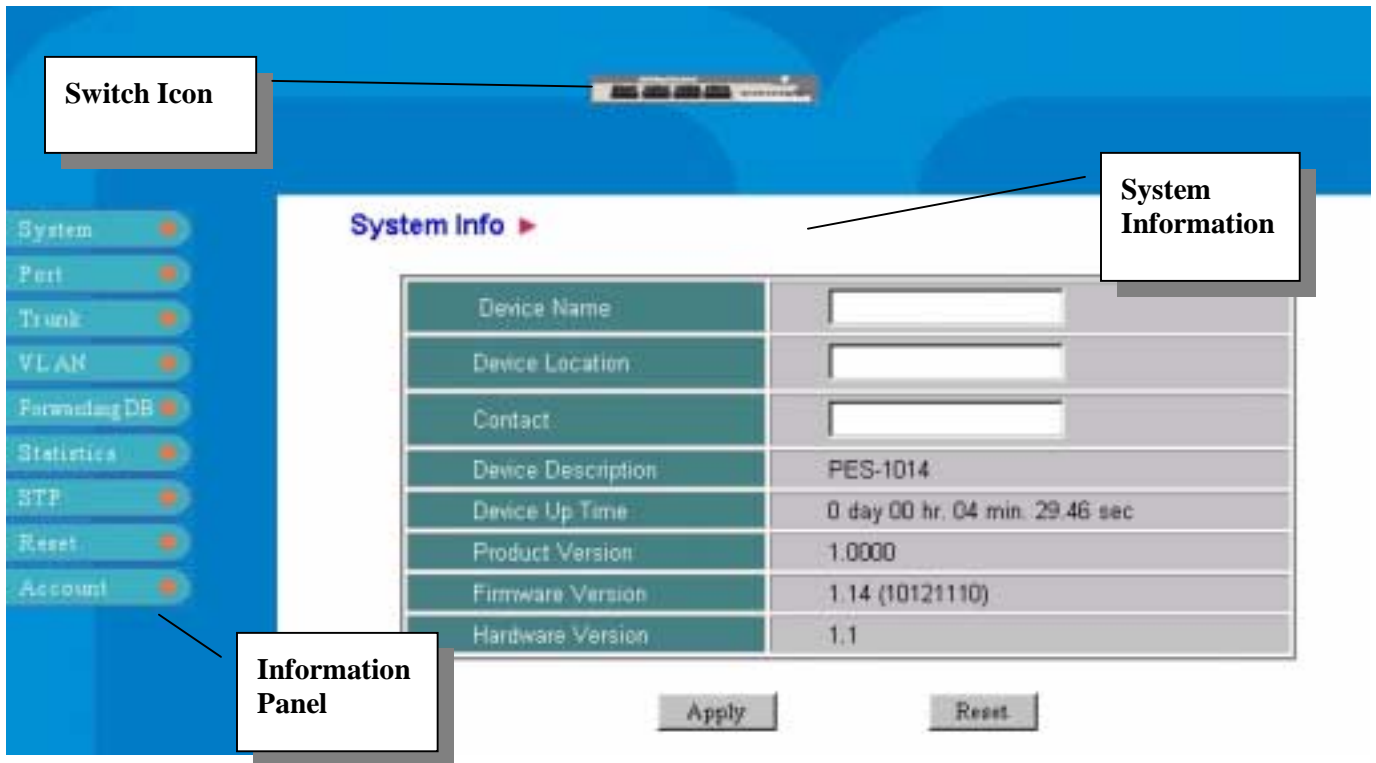 Switch Icon
System
Information
System Info
System
Port
Trunk
VLAN
Forwarding DB
Statistics
STP
Reset
Account
Device Name
Device Location
Contact
Device Description PES-1014
Device Up Time 0 day 00 hr. 04 min. 29.46 sec
Product Version 1.0000
Firmware Version 1.14 (10121110)
Hardware Version 1.1
Information
Panel
Apply Reset